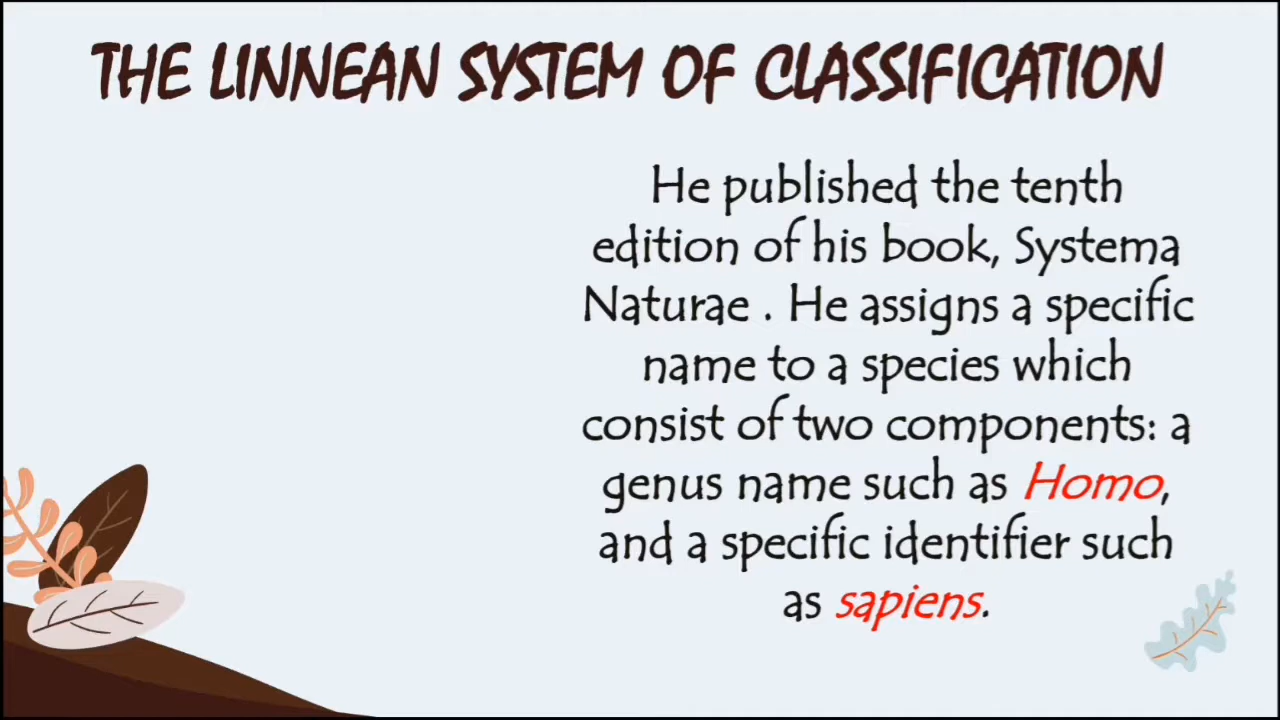 THE LINNEAN SYSTEM OF CLASSIFICATION
He published the tenth
edition of his book, Systema
Naturae . He assigns a specific
name to a species which
consist of two components: a
genus name such as Homo,
and a specific identifier such
as sapiens.